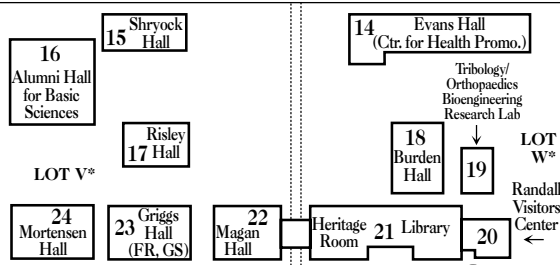 15 Shryock
Hall
14 Evans Hall
(Ctr. for Health Promo.)
16
Alumni Hall
for Basic
Sciences
Tribology/
Orthopaedics
Bioengineering
Research Lab
Risley
17 Hall
18
Burden
Hall
19
LOT
W*
LOT V*
Randall
Visitors
Center
24
Mortensen
Hall
23 Griggs
Hall
(FR, GS)
22
Magan
Hall
Heritage
Room
21 Library
20